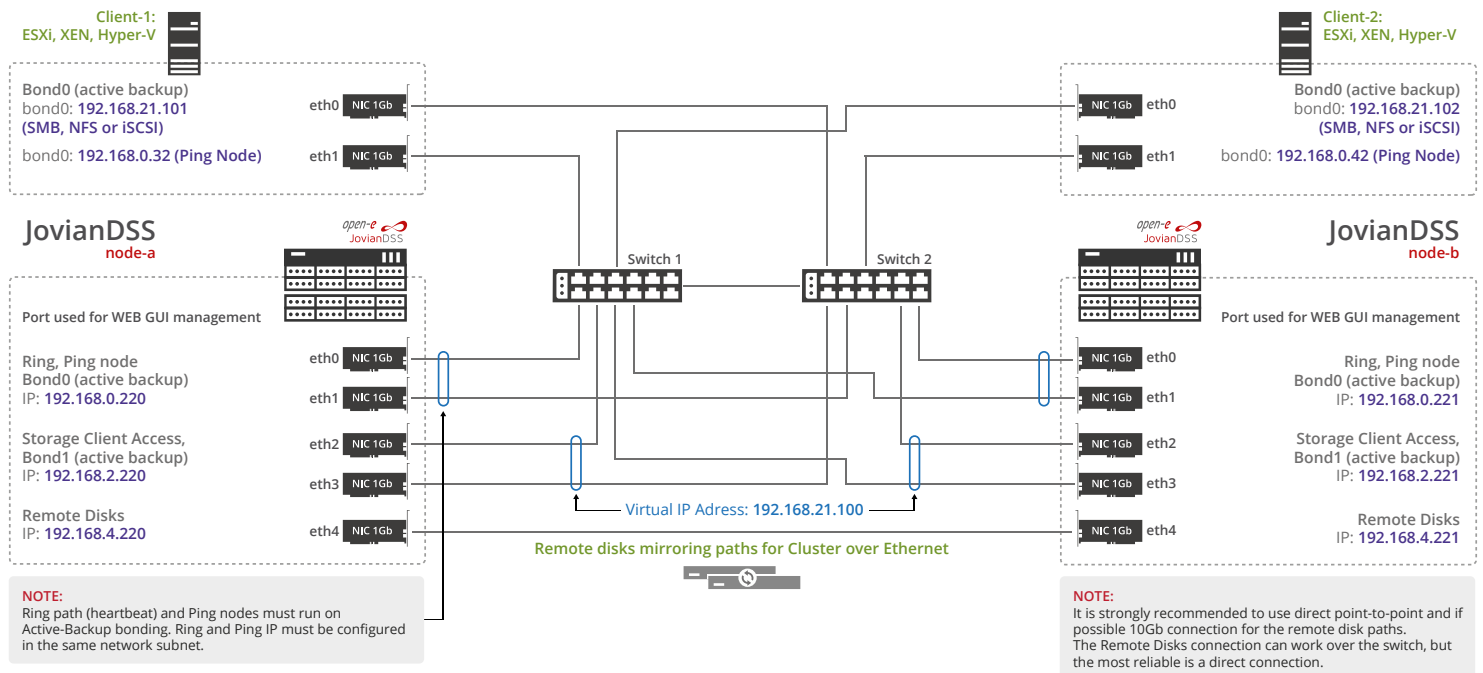 Client-1:
ESXi, XEN, Hyper-V
Bond0 (active backup)
bond0: 192.168.21.101
(SMB, NFS or iSCSI)
bond0: 192.168.0.32 (Ping Node)
eth0
NIC 1Gb
eth1
NIC 1Gb
Client-2:
ESXi, XEN, Hyper-V
NIC 1Gb
eth0
NIC 1Gb
eth1
Bond0 (active backup)
bond0: 192.168.21.102
(SMB, NFS or iSCSI)
bond0: 192.168.0.42 (Ping Node)
JovianDSS
node-a
open-e
JovianDSS
Port used for WEB GUI management
Ring, Ping node
Bond0 (active backup)
IP: 192.168.0.220
Storage Client Access,
Bond1 (active backup)
IP: 192.168.2.220
Remote Disks
IP: 192.168.4.220
eth0
NIC 1Gb
eth1
NIC 1Gb
eth2
NIC 1Gb
eth3
NIC 1Gb
eth4
NIC 1Gb
Switch 1
Switch 2
Virtual IP Adress: 192.168.21.100
Remote disks mirroring paths for Cluster over Ethernet
open-e
JovianDSS
JovianDSS
node-b
Port used for WEB GUI management
NIC 1Gb
eth0
NIC 1Gb
eth1
NIC 1Gb
eth2
NIC 1Gb
eth3
NIC 1Gb
eth4
Ring, Ping node
Bond0 (active backup)
IP: 192.168.0.221
Storage Client Access,
Bond1 (active backup)
IP: 192.168.2.221
Remote Disks
IP: 192.168.4.221
NOTE:
Ring path (heartbeat) and Ping nodes must run on
Active-Backup bonding. Ring and Ping IP must be configured
in the same network subnet.
NOTE:
It is strongly recommended to use direct point-to-point and if
possible 10Gb connection for the remote disk paths.
The Remote Disks connection can work over the switch, but
the most reliable is a direct connection.